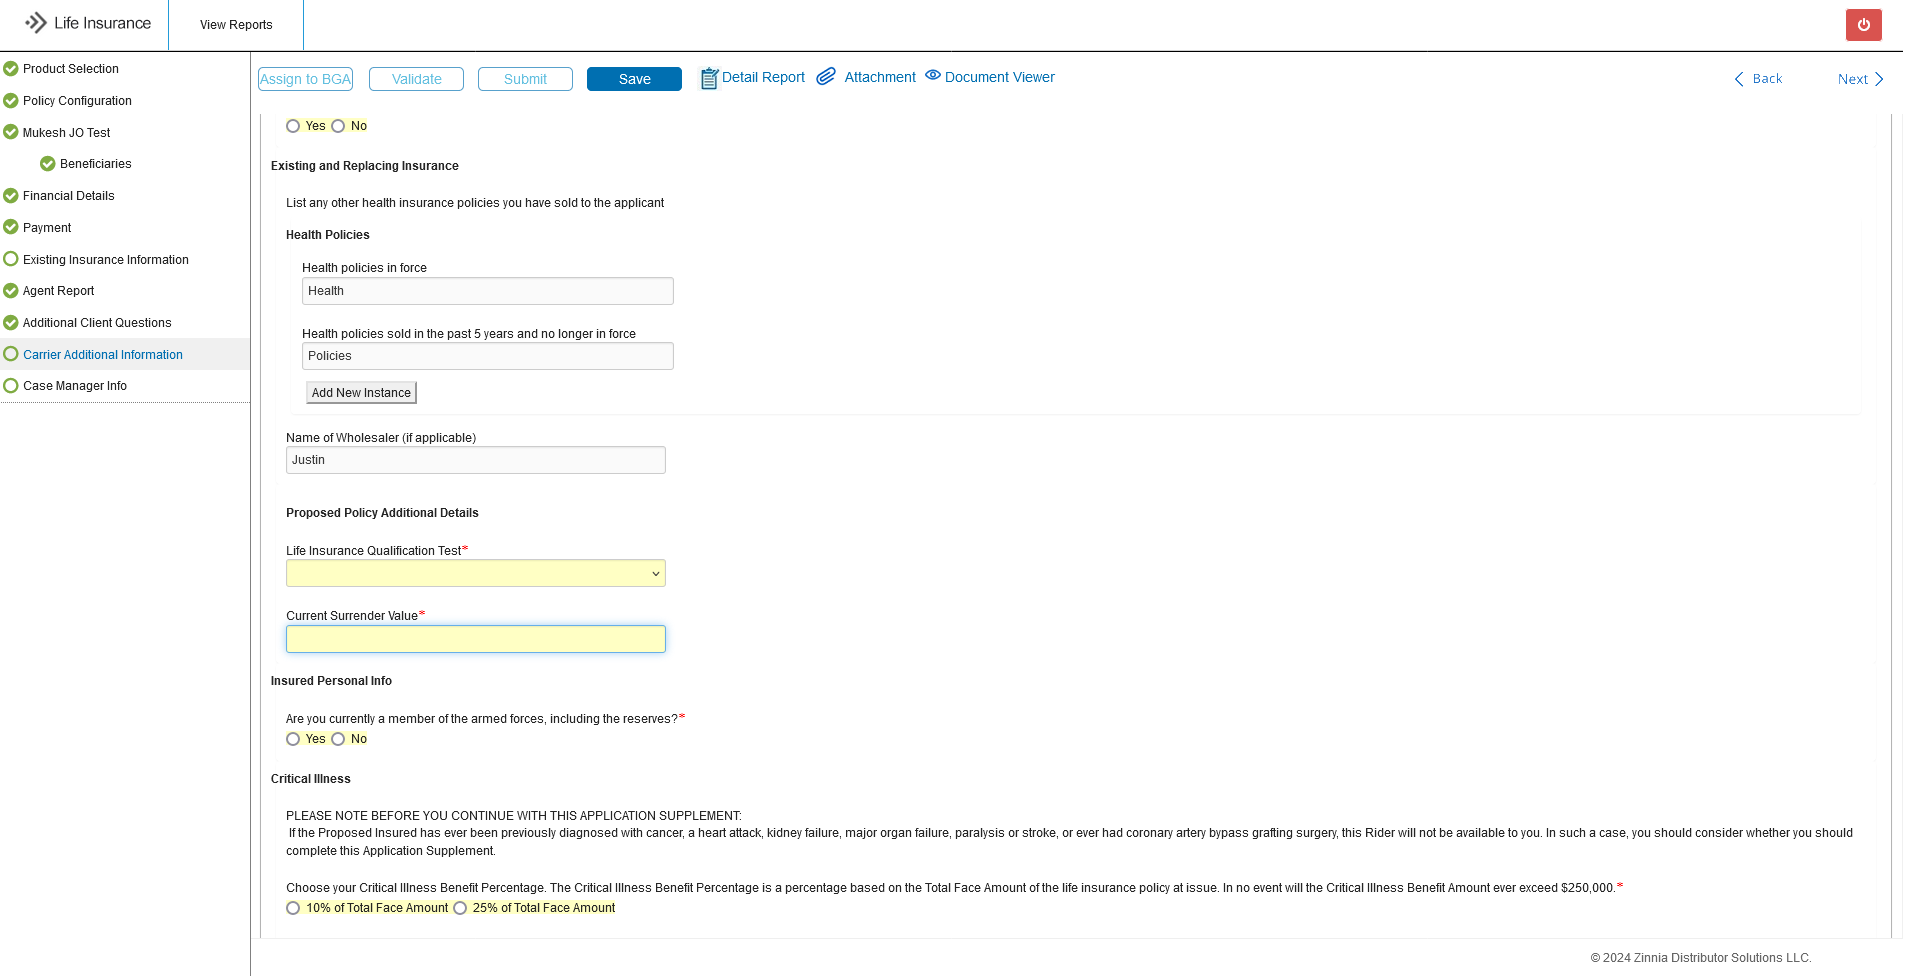 Life Insurance
View Reports
Product Selection
Policy Configuration
Mukesh JO Test
Beneficiaries
Financial Details
Payment
Existing Insurance Information
Agent Report
Additional Client Questions
Carrier Additional Information
Case Manager Info
Assign to BGA
Validate
Submit
Save
Detail Report
Attachment
Document Viewer
Back
Next
Yes No
Existing and Replacing Insurance
List any other health insurance policies you have sold to the applicant
Health Policies
Health policies in force
Health
Health policies sold in the past 5 years and no longer in force
Policies
Add New Instance
Name of Wholesaler (if applicable)
Justin
Proposed Policy Additional Details
Life Insurance Qualification Test*
Current Surrender Value*
Insured Personal Info
Are you currently a member of the armed forces, including the reserves?*
Yes No
Critical Illness
PLEASE NOTE BEFORE YOU CONTINUE WITH THIS APPLICATION SUPPLEMENT:
If the Proposed Insured has ever been previously diagnosed with cancer, a heart attack, kidney failure, major organ failure, paralysis or stroke, or ever had coronary artery bypass grafting surgery, this Rider will not be available to you. In such a case, you should consider whether you should
complete this Application Supplement.
Choose your Critical Illness Benefit Percentage. The Critical Illness Benefit Percentage is a percentage based on the Total Face Amount of the life insurance policy at issue. In no event will the Critical Illness Benefit Amount ever exceed $250,000.*
10% of Total Face Amount 25% of Total Face Amount
© 2024 Zinnia Distributor Solutions LLC.